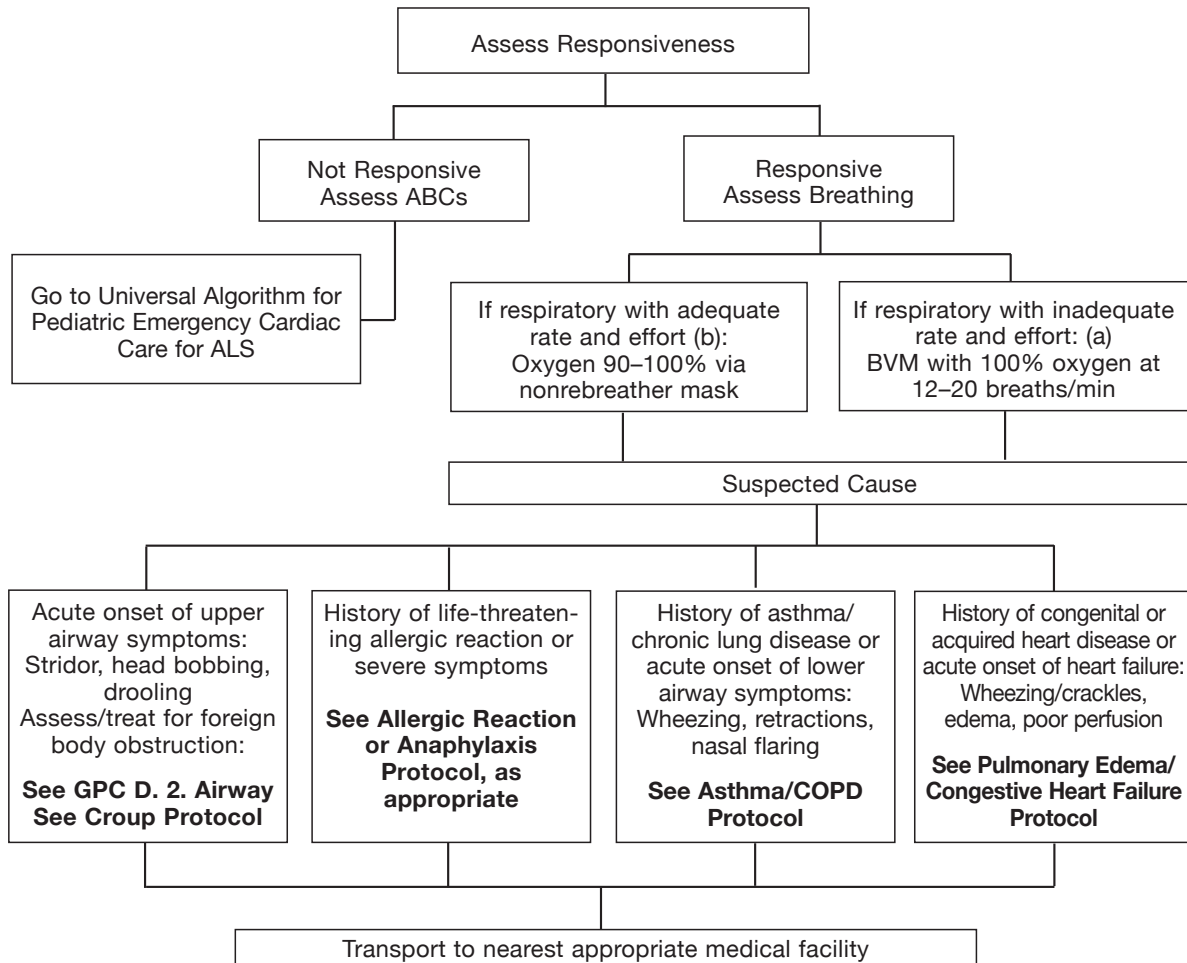 Assess Responsiveness
Not Responsive
Assess ABCs
Responsive
Assess Breathing
Go to Universal Algorithm for
Pediatric Emergency Cardiac
Care for ALS
If respiratory with adequate
rate and effort (b):
Oxygen 90–100% via
nonrebreather mask
If respiratory with inadequate
rate and effort: (a)
BVM with 100% oxygen at
12–20 breaths/min
Suspected Cause
Acute onset of upper
airway symptoms:
Stridor, head bobbing,
drooling
Assess/treat for foreign
body obstruction:
See GPC D. 2. Airway
See Croup Protocol
History of life-threaten-
ing allergic reaction or
severe symptoms
See Allergic Reaction
or Anaphylaxis
Protocol, as
appropriate
History of asthma/
chronic lung disease or
acute onset of lower
airway symptoms:
Wheezing, retractions,
nasal flaring
See Asthma/COPD
Protocol
History of congenital or
acquired heart disease or
acute onset of heart failure:
Wheezing/crackles,
edema, poor perfusion
See Pulmonary Edema/
Congestive Heart Failure
Protocol
Transport to nearest appropriate medical facility